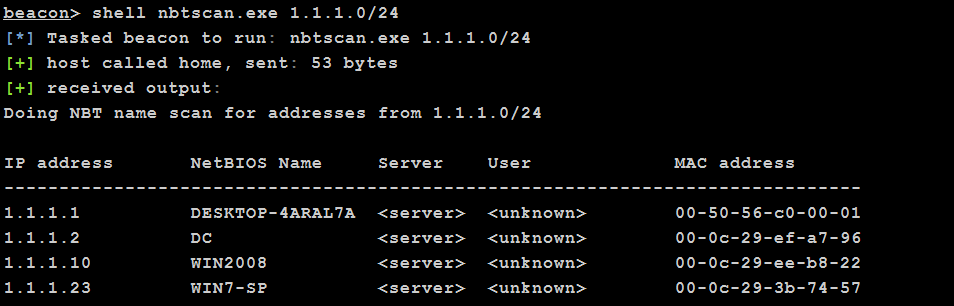 beacon> shell nbtscan.exe 1.1.1.0/24
[*] Tasked beacon to run: nbtscan.exe 1.1.1.0/24
[+] host called home, sent: 53 bytes
[+] received output:
Doing NBT name scan for addresses from 1.1.1.0/24
IP address NetBIOS Name Server User MAC address
------------------------------------------------------------------------------
1.1.1.1 DESKTOP-4ARAL7A <server> <unknown> 00-50-56-c0-00-01
1.1.1.2 DC <server> <unknown> 00-0c-29-ef-a7-96
1.1.1.10 WIN2008 <server> <unknown> 00-0c-29-ee-b8-22
1.1.1.23 WIN7-SP <server> <unknown> 00-0c-29-3b-74-57